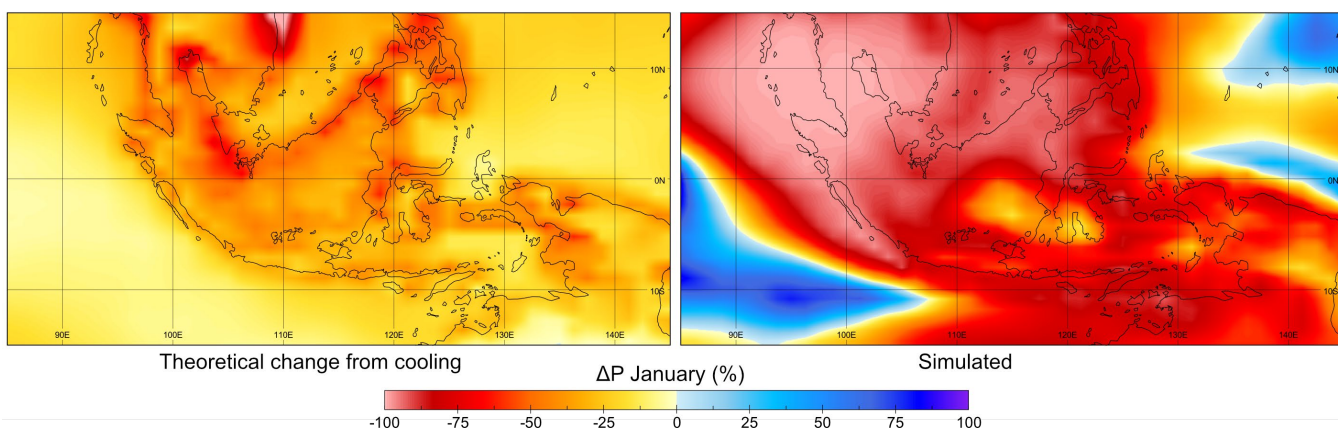 10N 10N
0N 0N
10S 10S
90E 100E 110E 120E 130E 140E 90E 100E 110E 120E 130E 140E
Theoretical change from cooling Simulated
ΔP January (%)
-100 -75 -50 -25 0 25 50 75 100